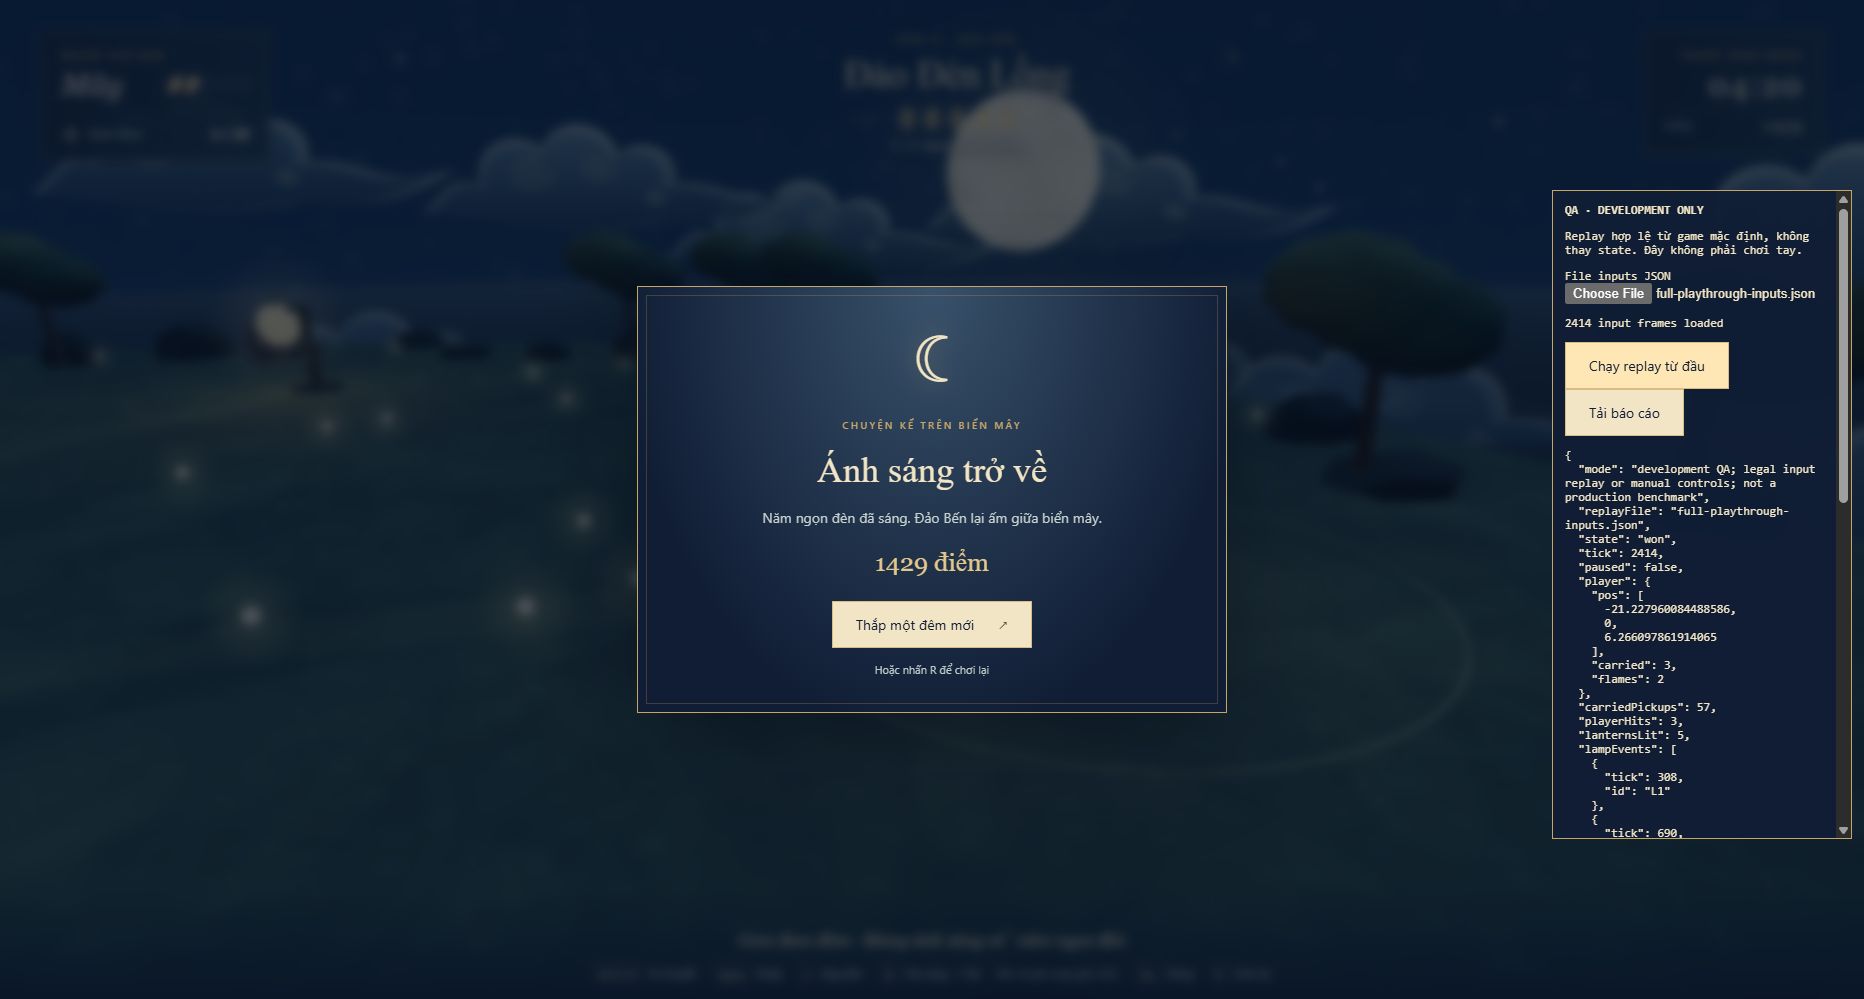 Mây
Đảo Đèn Lồng
04:20
CHUYỆN KỂ TRÊN BIỂN MÂY
Ánh sáng trở về
Năm ngọn đèn đã sáng. Đảo Bến lại ấm giữa biển mây.
1429 điểm
Thắp một đêm mới ↗
Hoặc nhấn R để chơi lại
QA - DEVELOPMENT ONLY
Replay hợp lệ từ game mặc định, không
thay state. Đây không phải chơi tay.
File inputs JSON
Choose File full-playthrough-inputs.json
2414 input frames loaded
Chạy replay từ đầu
Tải báo cáo
{
"mode": "development QA; legal input
replay or manual controls; not a
production benchmark",
"replayFile": "full-playthrough-
inputs.json",
"state": "won",
"tick": 2414,
"paused": false,
"player": {
"pos": [
-21.227960084488586,
0,
6.266097861914065
],
"carried": 3,
"flames": 2
},
"carriedPickups": 57,
"playerHits": 3,
"lanternsLit": 5,
"lampEvents": [
{
"tick": 308,
"id": "L1"
},
{
"tick": 690,